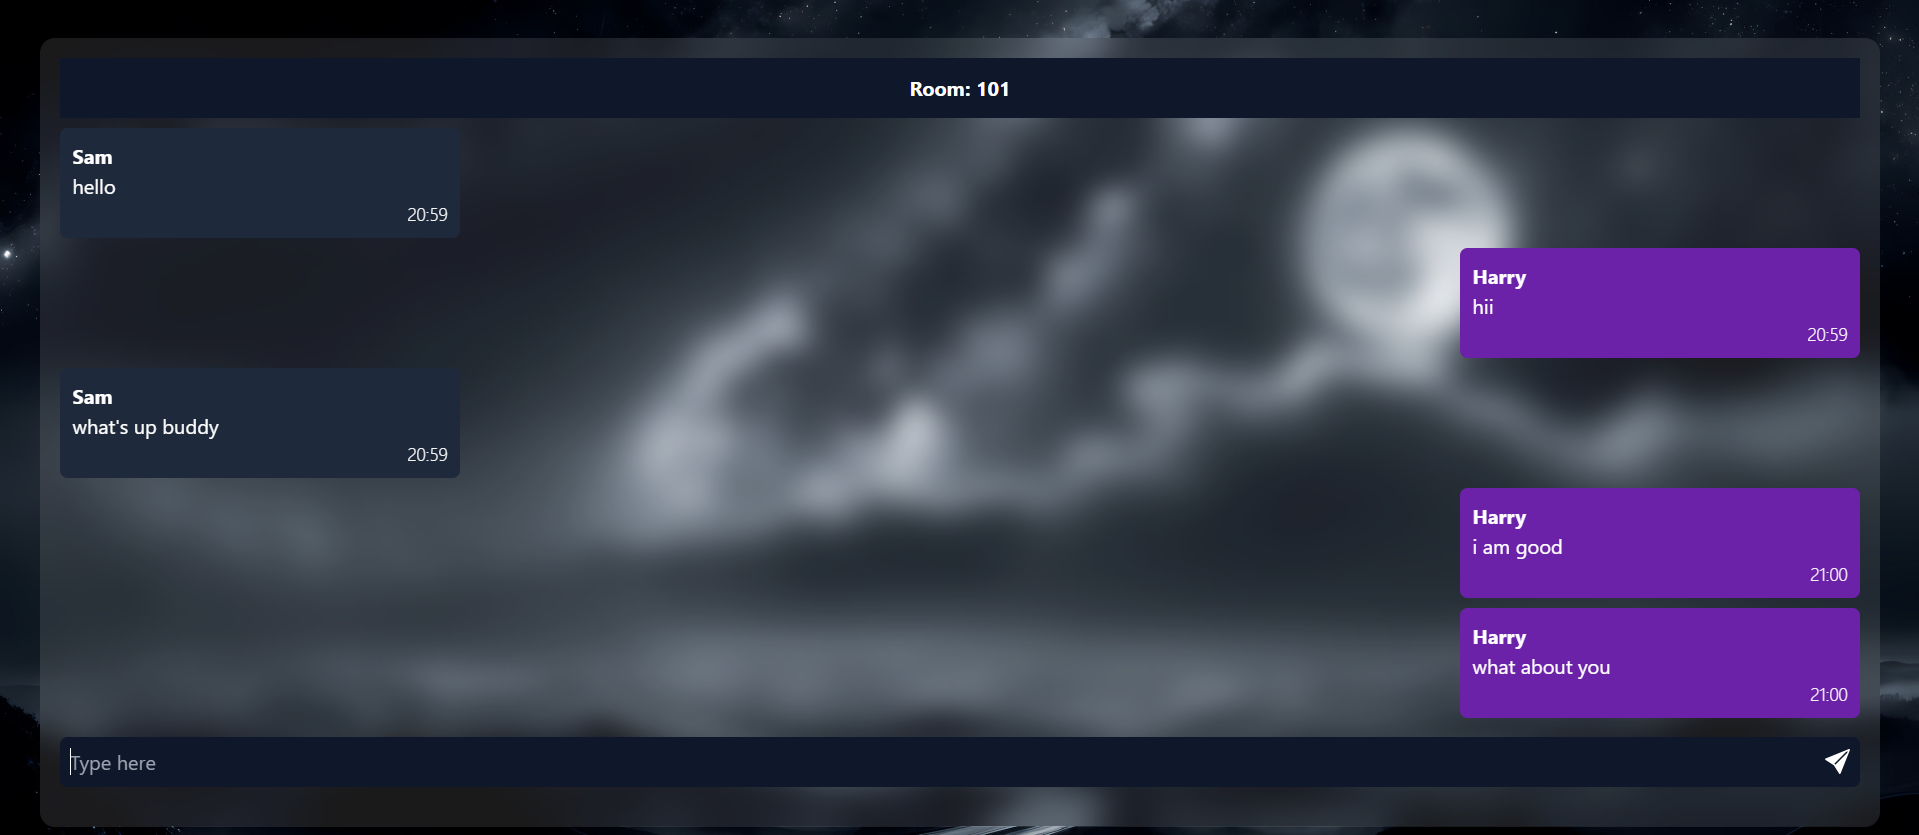 Room: 101
Sam
hello
20:59
Harry
hii
20:59
Sam
what's up buddy
20:59
Harry
i am good
21:00
Harry
what about you
21:00
Type here